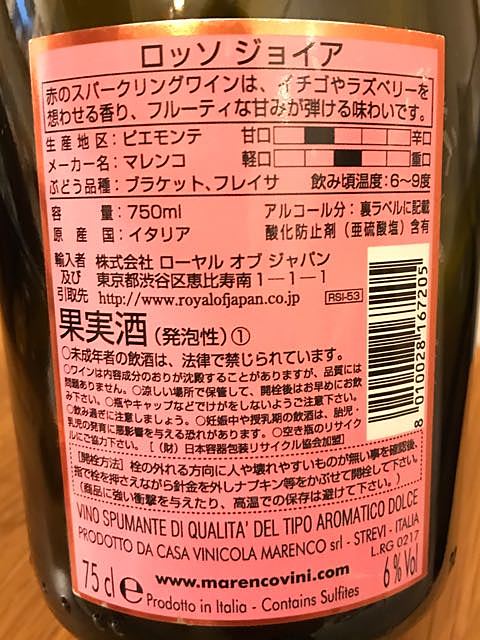 ロッソ ジョイア
赤のスパークリングワインは、イチゴやラズベリーを
想わせる香り、フルーティな甘みが弾ける味わいです。
生産地区：ピエモンテ 甘口 辛口
メーカー名：マレンコ 軽口 重口
ぶどう品種：ブラケット、フレイサ 飲み頃温度：6～9度
容量：750ml アルコール分：裏ラベルに記載
原産国：イタリア 酸化防止剤（亜硫酸塩）含有
輸入者 株式会社 ローヤル オブ ジャパン
及び 東京都渋谷区恵比寿南1－1－1
引取先 http://www.royalofjapan.co.jp RSI-53
果実酒（発泡性）①
○未成年者の飲酒は、法律で禁じられています。
○ワインは内容成分のおりが沈殿することがありますが、品質には
問題ありません。○涼しい場所で保管して、開栓後はお早めにお飲
み下さい。○瓶やキャップなどでけがをしないようご注意下さい。
○飲み過ぎに注意しましょう。○妊娠中や授乳期の飲酒は、胎児・
乳児の発育に悪影響を与える恐れがあります。○空き瓶のリサイク
ルにご協力下さい。［（財）日本容器包装リサイクル協会加盟］
8 010028 167205
［開栓方法］栓の外れる方向に人や壊れやすいものが無い事を確認後、
指で栓を押さえながら針金を外しナプキン等をかぶせて開栓して下さい。
（商品に強い衝撃を与えたり、高温での保存は避けて下さい。）
VINO SPUMANTE DI QUALITA' DEL TIPO AROMATICO DOLCE
PRODOTTO DA CASA VINICOLA MARENCO srl - STREVI - ITALIA
L.RG 0217
75 cl e www.marencovini.com 6% Vol
Prodotto in Italia - Contains Sulfites